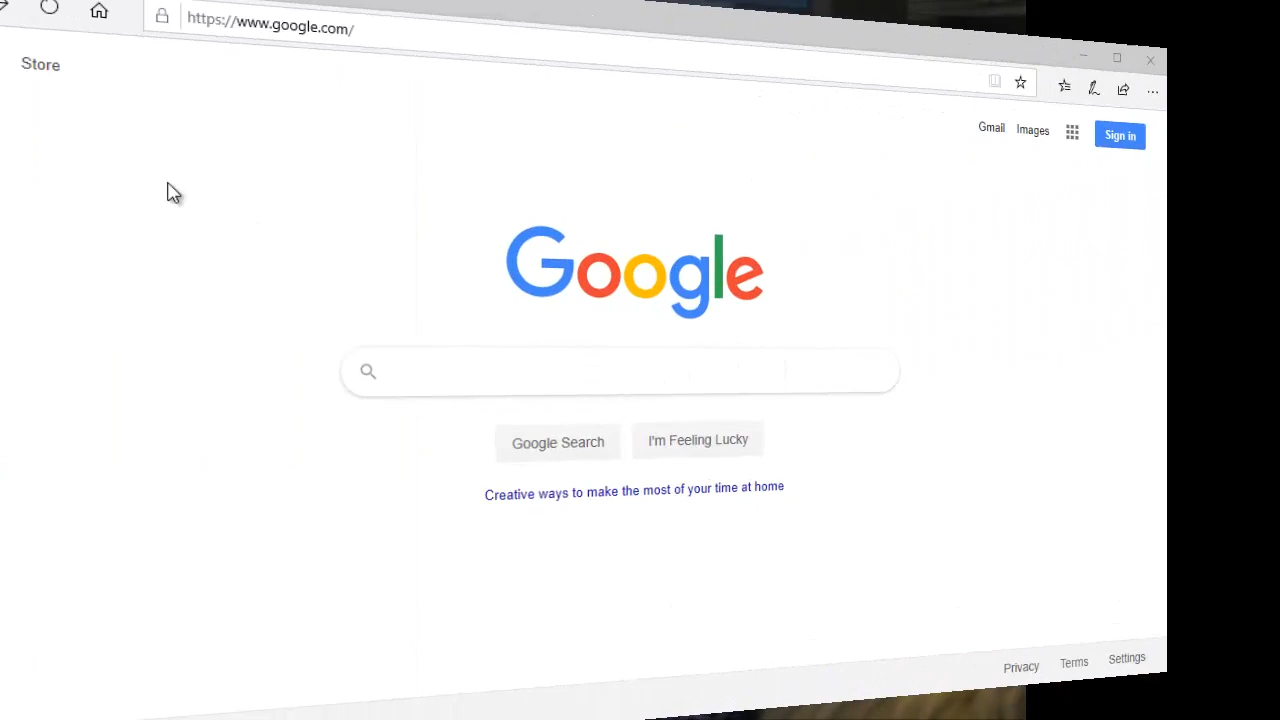 https://www.google.com/
Store
Gmail Images Sign in
Google
Google Search I'm Feeling Lucky
Creative ways to make the most of your time at home
Privacy Terms Settings